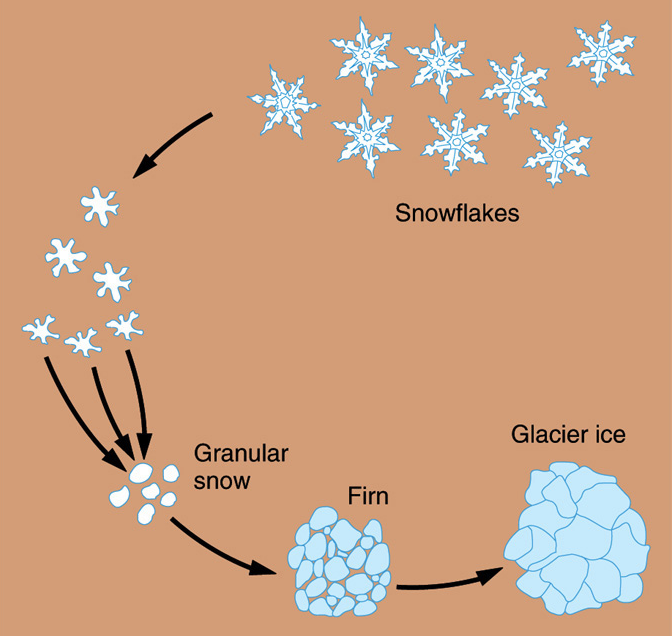 Snowflakes
Granular
snow
Firn
Glacier ice